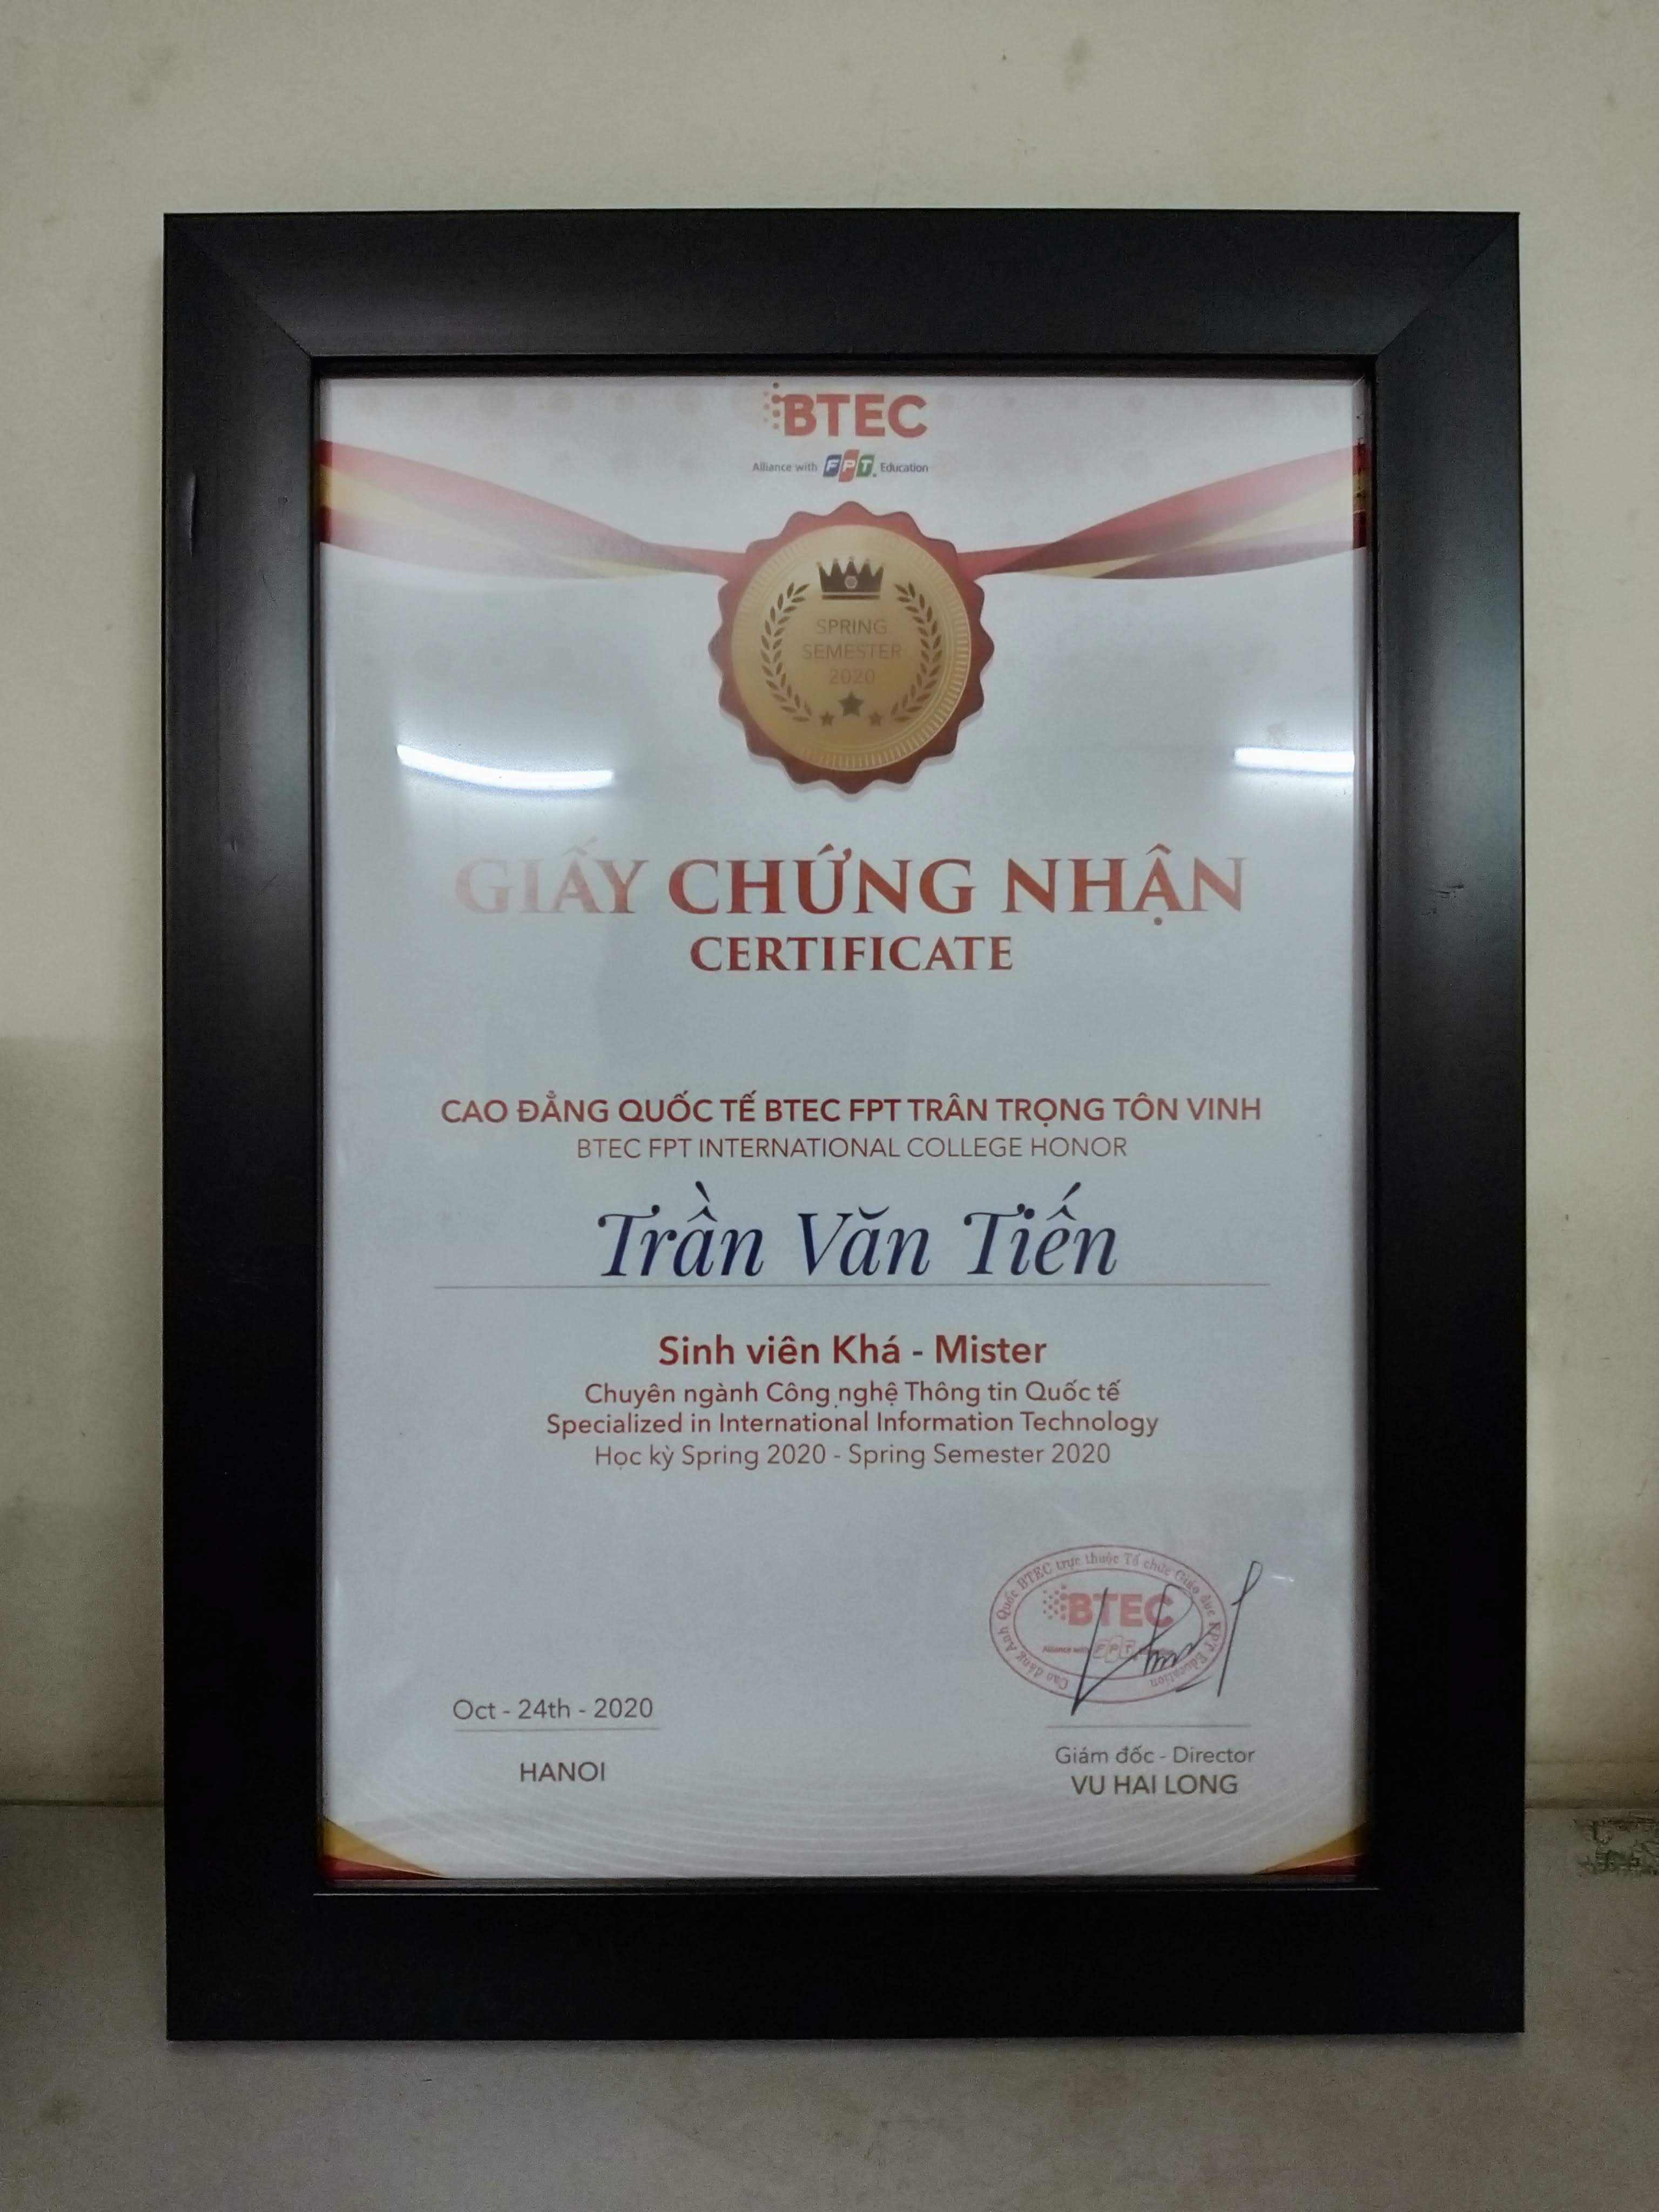 BTEC
Alliance with FPT. Education
SPRING
SEMESTER
2020
GIẤY CHỨNG NHẬN
CERTIFICATE
CAO ĐẲNG QUỐC TẾ BTEC FPT TRÂN TRỌNG TÔN VINH
BTEC FPT INTERNATIONAL COLLEGE HONOR
Trần Văn Tiến
Sinh viên Khá - Mister
Chuyên ngành Công nghệ Thông tin Quốc tế
Specialized in International Information Technology
Học kỳ Spring 2020 - Spring Semester 2020
Cao đẳng Anh Quốc BTEC trực thuộc Tổ chức Giáo dục FPT Education
BTEC
Alliance with FPT.
Oct - 24th - 2020
HANOI
Giám đốc - Director
VU HAI LONG